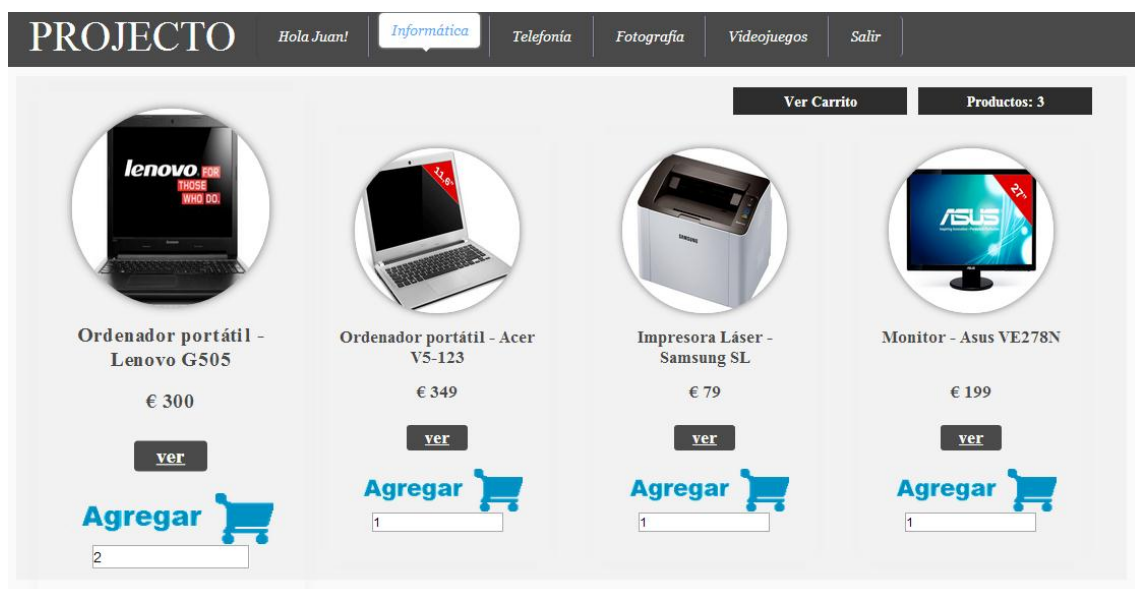 PROJECTO
Hola Juan!
Informática
Telefonía
Fotografía
Videojuegos
Salir
Ver Carrito
Productos: 3
lenovo FOR
THOSE
WHO DO.
Ordenador portátil -
Lenovo G505
€ 300
ver
Agregar
2
11,6"
Ordenador portátil - Acer
V5-123
€ 349
ver
Agregar
1
SAMSUNG
Impresora Láser -
Samsung SL
€ 79
ver
Agregar
1
27"
ASUS
Monitor - Asus VE278N
€ 199
ver
Agregar
1